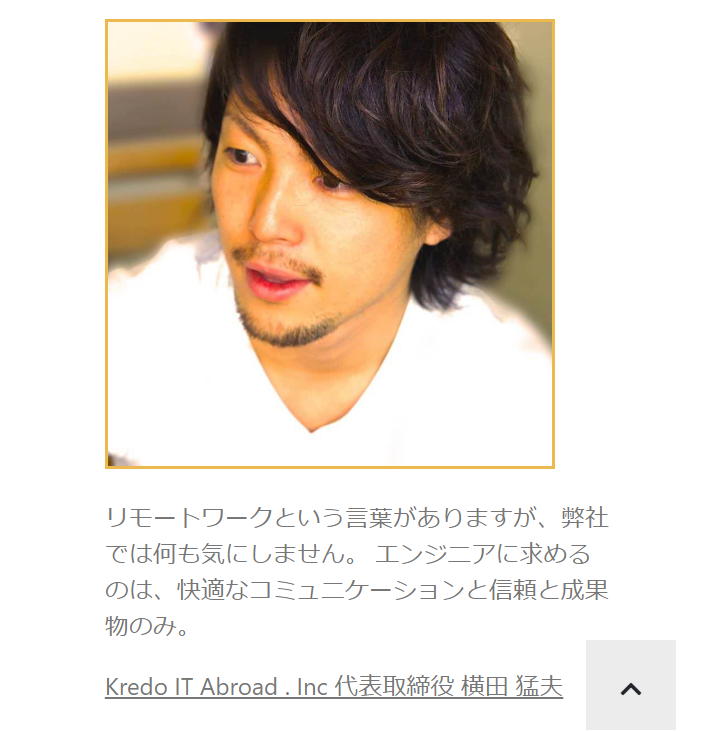 リモートワークという言葉がありますが、弊社
では何も気にしません。 エンジニアに求める
のは、快適なコミュニケーションと信頼と成果
物のみ。
Kredo IT Abroad . Inc 代表取締役 横田 猛夫